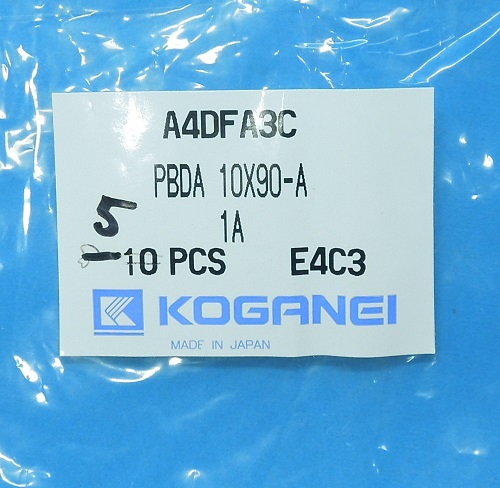 A4DFA3C
PBDA 10X90-A
1A
5
10 PCS E4C3
KOGANEI
MADE IN JAPAN